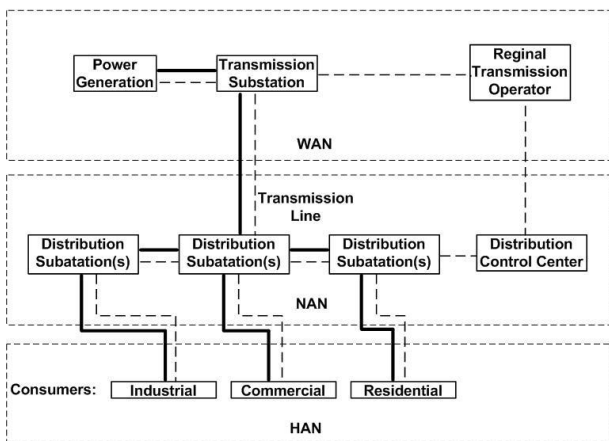 Power
Generation
Transmission
Substation
Reginal
Transmission
Operator
WAN
Transmission
Line
Distribution
Subatation(s)
Distribution
Subatation(s)
Distribution
Subatation(s)
Distribution
Control Center
NAN
Consumers:
Industrial
Commercial
Residential
HAN